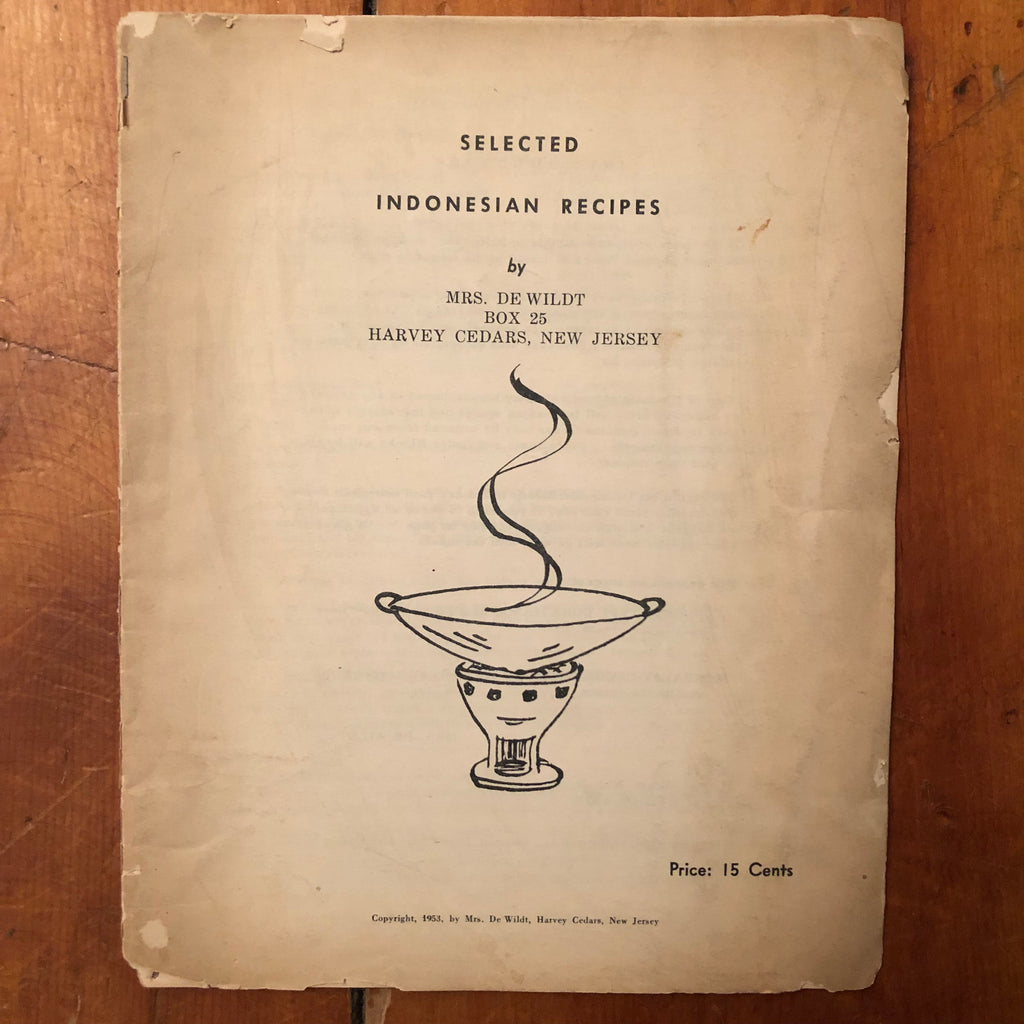 SELECTED
INDONESIAN RECIPES
by
MRS. DE WILDT
BOX 25
HARVEY CEDARS, NEW JERSEY
Price: 15 Cents
Copyright, 1953, by Mrs. De Wildt, Harvey Cedars, New Jersey